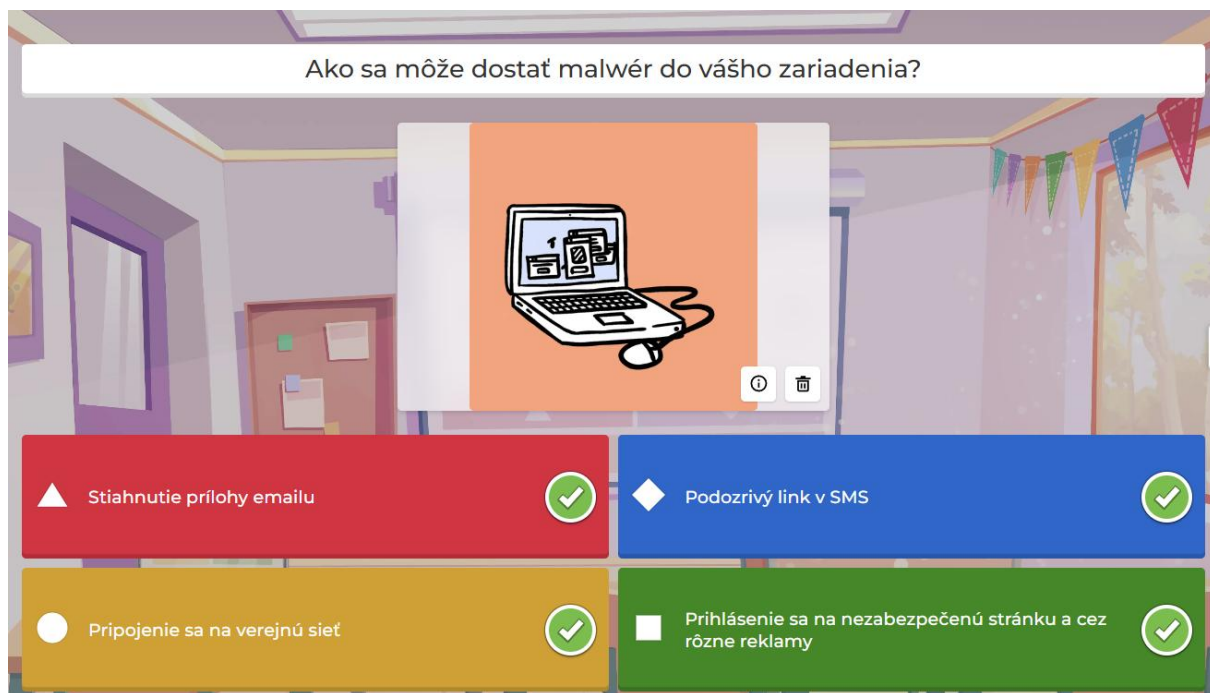 Ako sa môže dostať malwér do vášho zariadenia?
Stiahnutie prílohy emailu
Podozrivý link v SMS
Pripojenie sa na verejnú sieť
Prihlásenie sa na nezabezpečenú stránku a cez
rôzne reklamy